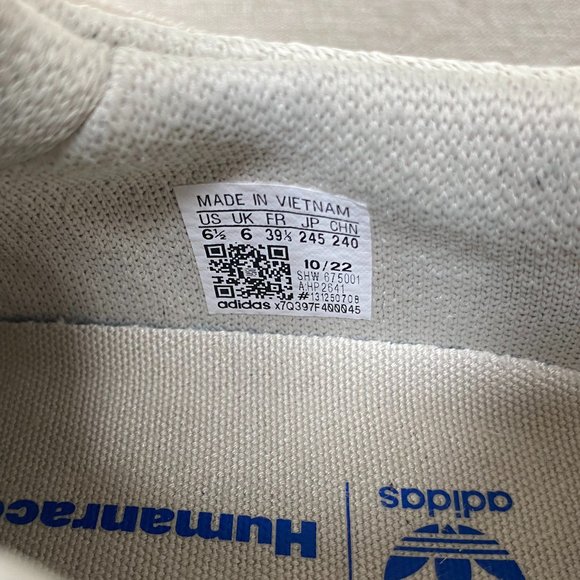 MADE IN VIETNAM
US UK FR JP CHN
6½ 6 39⅓ 245 240
10/22
SHW 675001
A:HP2641
#131250708
adidas x7Q397F400045
Humanrace
adidas